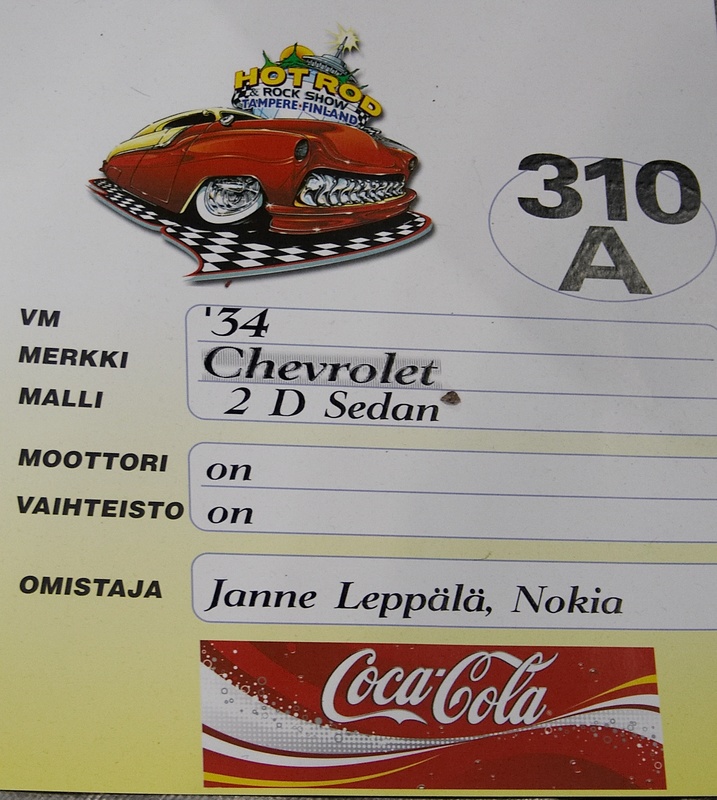 HOT ROD
& ROCK SHOW
TAMPERE·FINLAND
310
A
VM '34
MERKKI Chevrolet
MALLI 2 D Sedan
MOOTTORI on
VAIHTEISTO on
OMISTAJA Janne Leppälä, Nokia
Coca-Cola